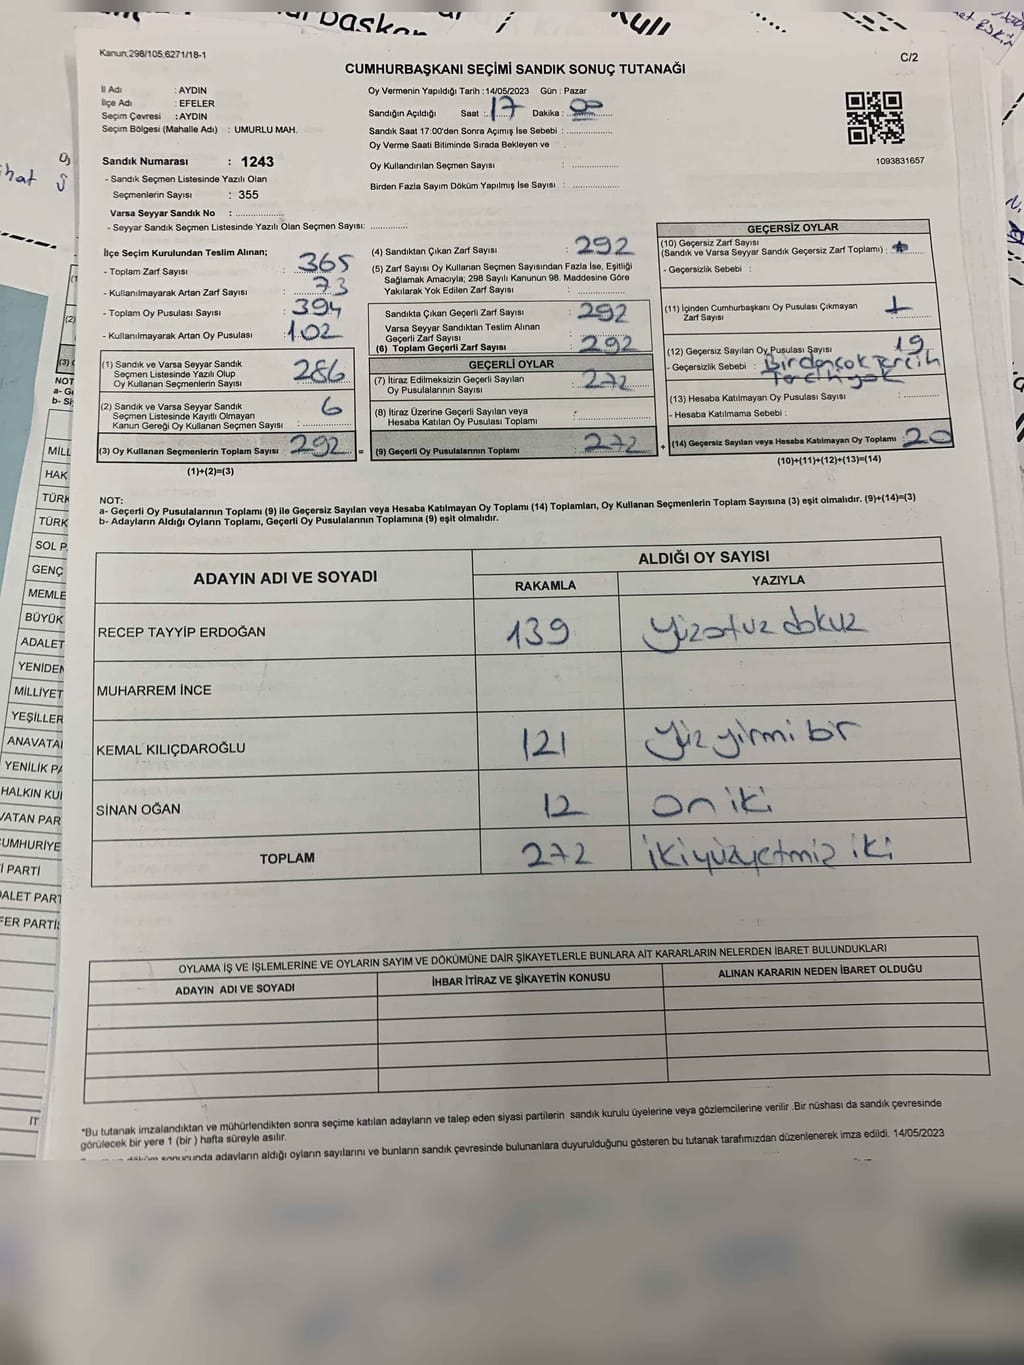 Kanun;298/105,6271/18-1
C/2
CUMHURBAŞKANI SEÇİMİ SANDIK SONUÇ TUTANAĞI
İl Adı : AYDIN
İlçe Adı : EFELER
Seçim Çevresi : AYDIN
Seçim Bölgesi (Mahalle Adı) : UMURLU MAH.
Sandık Numarası : 1243
- Sandık Seçmen Listesinde Yazılı Olan
Seçmenlerin Sayısı : 355
Varsa Seyyar Sandık No : ................
- Seyyar Sandık Seçmen Listesinde Yazılı Olan Seçmen Sayısı: ............
Oy Vermenin Yapıldığı Tarih :14/05/2023 Gün : Pazar
Sandığın Açıldığı Saat : 17 Dakika : 00
Sandık Saat 17:00'den Sonra Açımış İse Sebebi : ................
Oy Verme Saati Bitiminde Sırada Bekleyen ve
Oy Kullandırılan Seçmen Sayısı : ................
Birden Fazla Sayım Döküm Yapılmış İse Sayısı : ................
1093831657
İlçe Seçim Kurulundan Teslim Alınan;
- Toplam Zarf Sayısı : 365
- Kullanılmayarak Artan Zarf Sayısı : 73
- Toplam Oy Pusulası Sayısı : 394
- Kullanılmayarak Artan Oy Pusulası : 102
(1) Sandık ve Varsa Seyyar Sandık
Seçmen Listesinde Yazılı Olup
Oy Kullanan Seçmenlerin Sayısı : 286
(2) Sandık ve Varsa Seyyar Sandık
Seçmen Listesinde Kayıtlı Olmayan
Kanun Gereği Oy Kullanan Seçmen Sayısı : 6
(3) Oy Kullanan Seçmenlerin Toplam Sayısı : 292 =
(1)+(2)=(3)
(4) Sandıktan Çıkan Zarf Sayısı : 292
(5) Zarf Sayısı Oy Kullanan Seçmen Sayısından Fazla İse, Eşitliği
Sağlamak Amacıyla; 298 Sayılı Kanunun 98. Maddesine Göre
Yakılarak Yok Edilen Zarf Sayısı : ................
Sandıkta Çıkan Geçerli Zarf Sayısı : 292
Varsa Seyyar Sandıktan Teslim Alınan
Geçerli Zarf Sayısı : ................
(6) Toplam Geçerli Zarf Sayısı : 292
GEÇERLİ OYLAR
(7) İtiraz Edilmeksizin Geçerli Sayılan
Oy Pusulalarının Sayısı : 272
(8) İtiraz Üzerine Geçerli Sayılan veya
Hesaba Katılan Oy Pusulası Toplamı : ................
(9) Geçerli Oy Pusulalarının Toplamı : 272 +
GEÇERSİZ OYLAR
(10) Geçersiz Zarf Sayısı
(Sandık ve Varsa Seyyar Sandık Geçersiz Zarf Toplamı) :
- Geçersizlik Sebebi :
(11) İçinden Cumhurbaşkanı Oy Pusulası Çıkmayan
Zarf Sayısı : 1
(12) Geçersiz Sayılan Oy Pusulası Sayısı : 19
- Geçersizlik Sebebi : Birden çok tercih
Tercih yok
(13) Hesaba Katılmayan Oy Pusulası Sayısı : ............
- Hesaba Katılmama Sebebi :
(14) Geçersiz Sayılan veya Hesaba Katılmayan Oy Toplamı : 20
(10)+(11)+(12)+(13)=(14)
NOT:
a- Geçerli Oy Pusulalarının Toplamı (9) ile Geçersiz Sayılan veya Hesaba Katılmayan Oy Toplamı (14) Toplamları, Oy Kullanan Seçmenlerin Toplam Sayısına (3) eşit olmalıdır. (9)+(14)=(3)
b- Adayların Aldığı Oyların Toplamı, Geçerli Oy Pusulalarının Toplamına (9) eşit olmalıdır.
ADAYIN ADI VE SOYADI ALDIĞI OY SAYISI
RAKAMLA YAZIYLA
RECEP TAYYİP ERDOĞAN 139 Yüzotuz dokuz
MUHARREM İNCE
KEMAL KILIÇDAROĞLU 121 Yüz yirmi bir
SİNAN OĞAN 12 on iki
TOPLAM 272 ikiyüzyetmiş iki
OYLAMA İŞ VE İŞLEMLERİNE VE OYLARIN SAYIM VE DÖKÜMÜNE DAİR ŞİKAYETLERLE BUNLARA AİT KARARLARIN NELERDEN İBARET BULUNDUKLARI
ADAYIN ADI VE SOYADI İHBAR İTİRAZ VE ŞİKAYETİN KONUSU ALINAN KARARIN NEDEN İBARET OLDUĞU
*Bu tutanak imzalandıktan ve mühürlendikten sonra seçime katılan adayların ve talep eden siyasi partilerin sandık kurulu üyelerine veya gözlemcilerine verilir .Bir nüshası da sandık çevresinde
görülecek bir yere 1 (bir ) hafta süreyle asılır.
sonucunda adayların aldığı oyların sayılarını ve bunların sandık çevresinde bulunanlara duyurulduğunu gösteren bu tutanak tarafımızdan düzenlenerek imza edildi. 14/05/2023
(2)
(3)
NOT
MİLL
HAK
TÜRK
TÜRK
SOL P
GENÇ
MEMLE
BÜYÜK
ADALET
YENİDEN
MİLLİYET
YEŞİLLER
ANAVATA
YENİLİK PA
HALKIN KU
VATAN PAR
CUMHURİYE
İ PARTİ
DALET PART
FER PARTİS